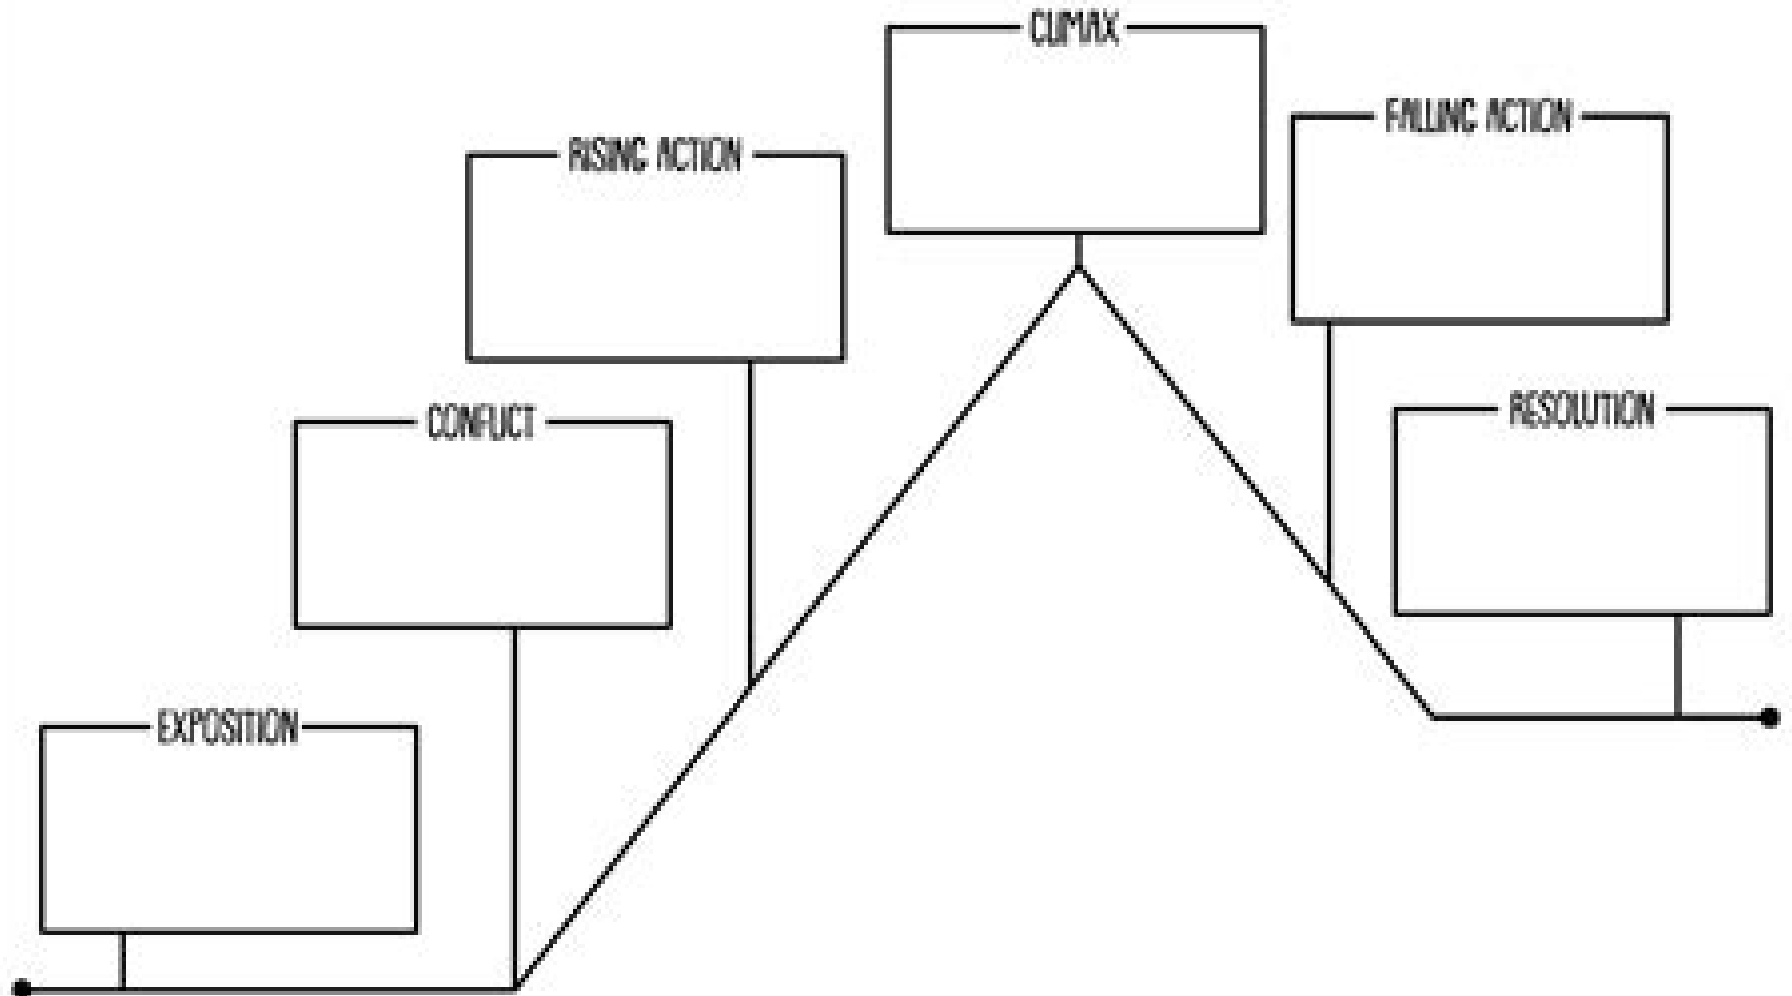 CLIMAX
FALLING ACTION
RISING ACTION
RESOLUTION
CONFLICT
EXPOSITION